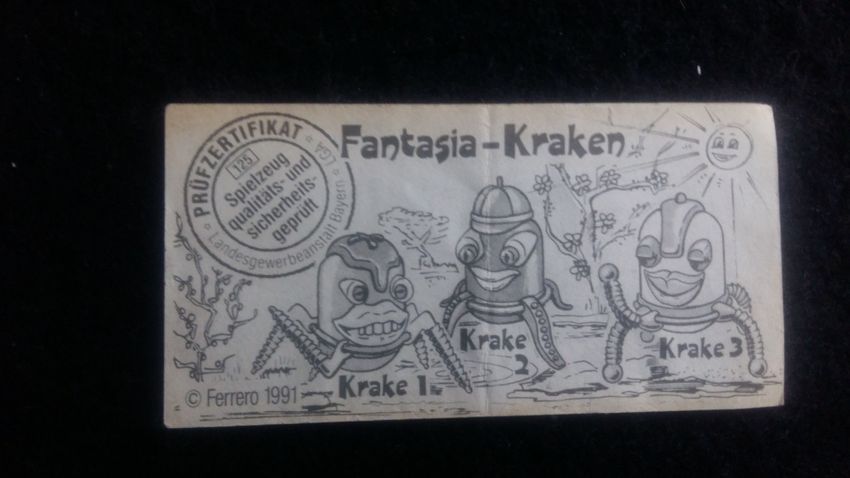 PRÜFZERTIFIKAT
LGA
125
Spielzeug
qualitäts- und
sicherheits-
geprüft
Landesgewerbeanstalt Bayern
Fantasia-Kraken
Krake 1
Krake
2
Krake 3
© Ferrero 1991